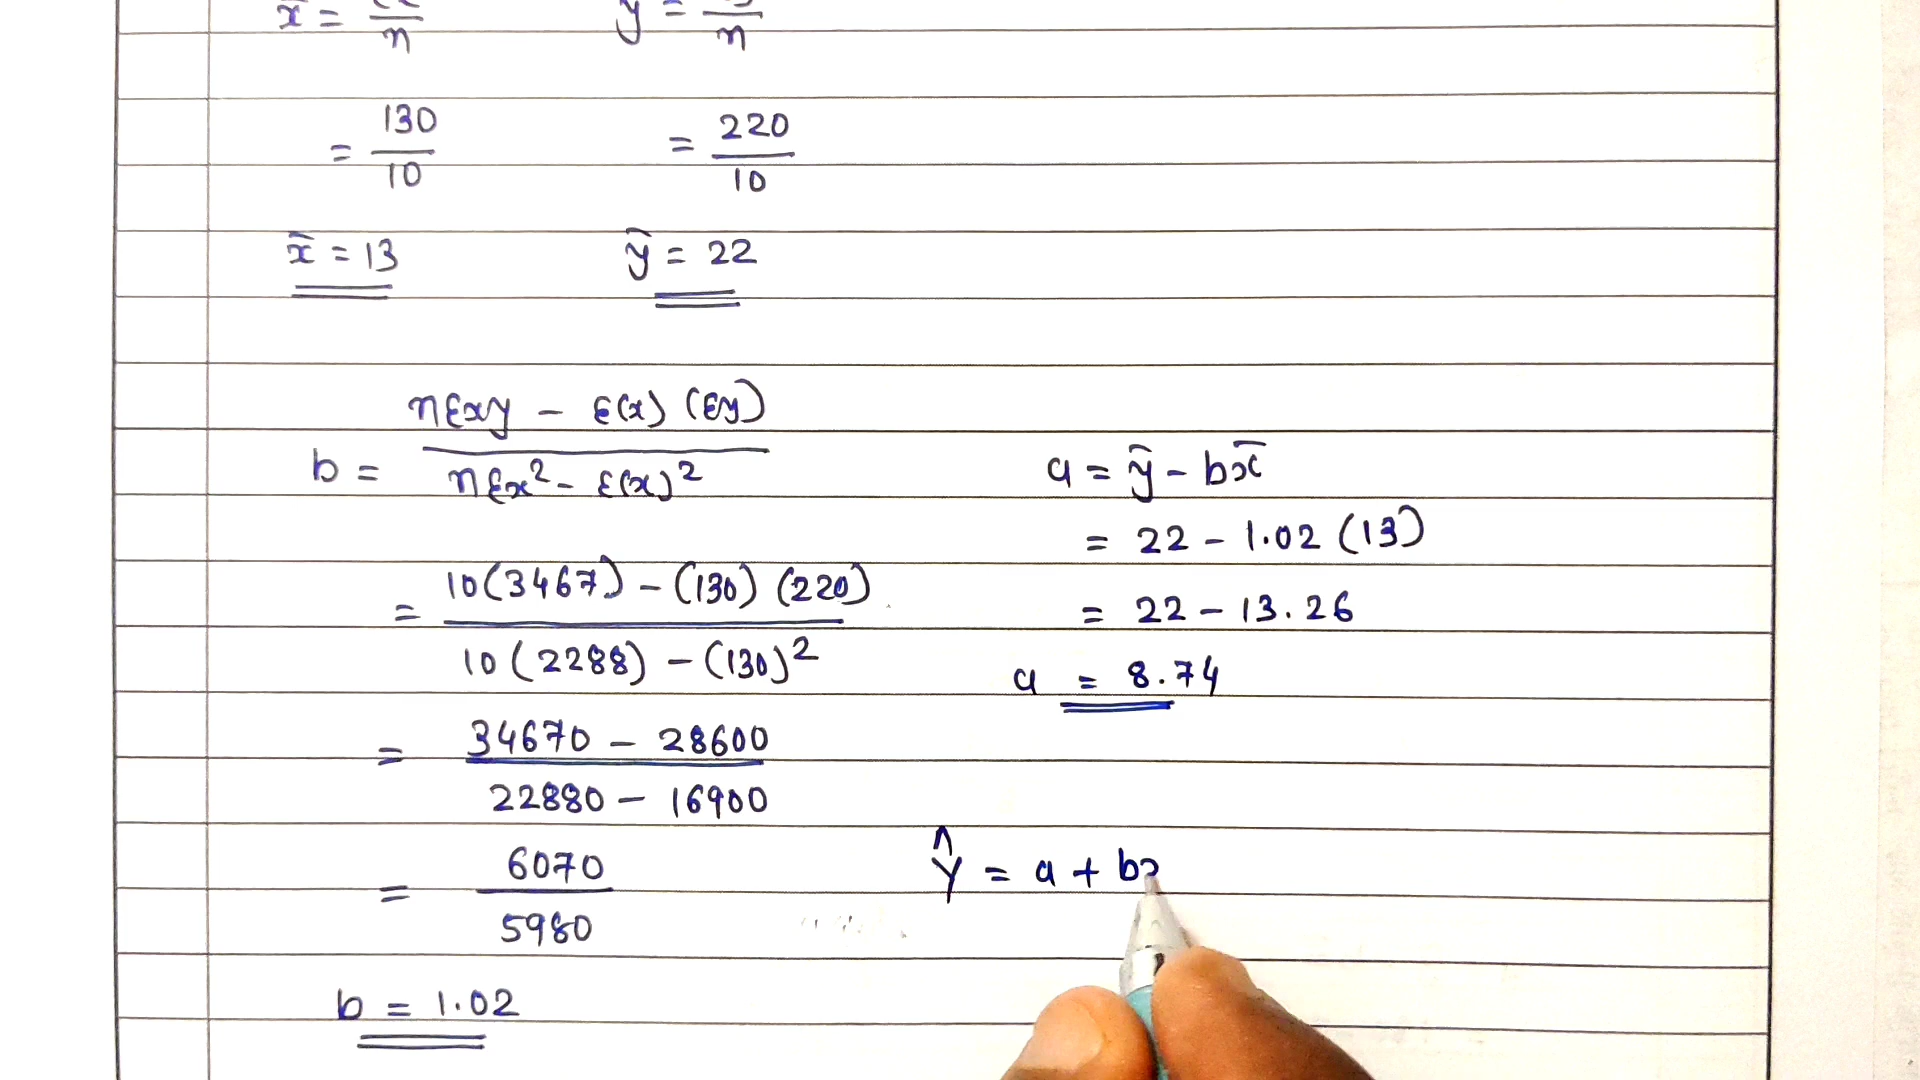 x̄ = — n ȳ = — n
= 130/10 = 220/10
x̄ = 13 ȳ = 22
b = nΣxy - Σ(x) (Σy) / nΣx² - Σ(x)²
a = ȳ - bx̄
= 22 - 1.02 (13)
= 10(3467) - (130) (220) / 10(2288) - (130)²
= 22 - 13.26
a = 8.74
= 34670 - 28600 / 22880 - 16900
= 6070 / 5980
Ŷ = a + b
b = 1.02